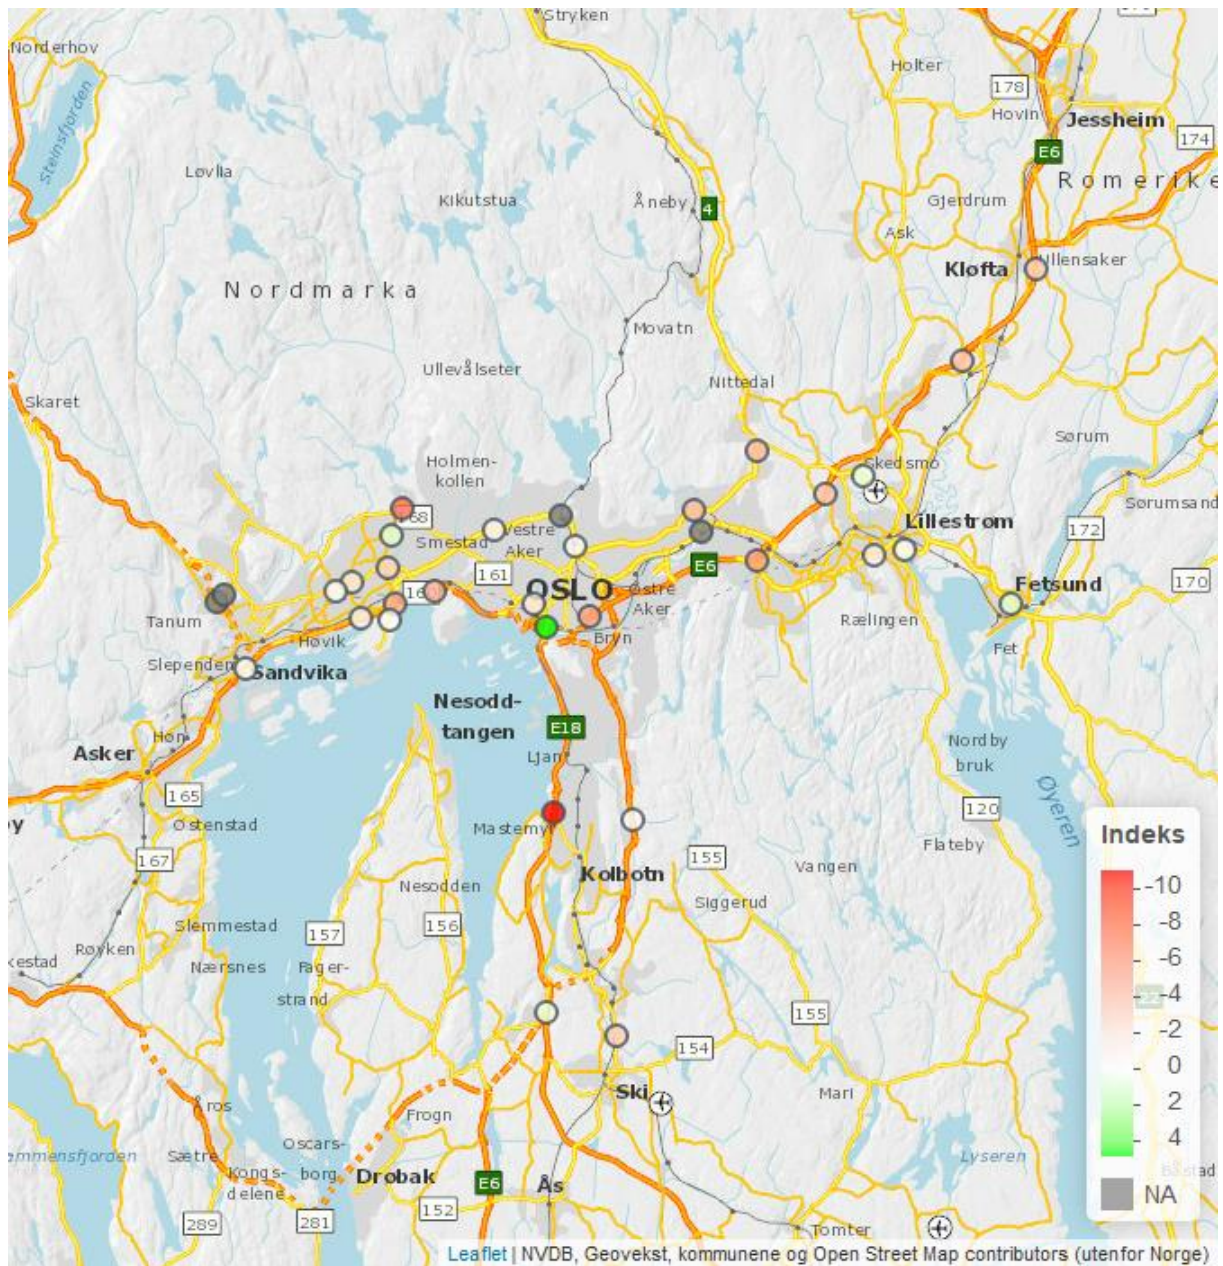 Stryken
Norderhov
Holter
178
Hovin
Jessheim
174
E6
Steinsfjorden
Løvlia
Romerike
Kikutstua
Åneby
4
Gjerdrum
Ask
Kløfta
Ullensaker
Nordmarka
Movatn
Ullevålseter
Nittedal
Skaret
Sørum
Holmen-
kollen
Skedsmo
Sørumsand
168
Lillestrøm
172
Smestad
Vestre
Aker
161
E6
OSLO
Østre
Aker
Fetsund
170
Tanum
Rælingen
Høvik
Bryn
Fet
Slependen
Sandvika
Nesodd-
tangen
E18
Høn
Asker
Ljan
Nordby
bruk
165
Øyeren
120
Ostenstad
Mastemyr
Flateby
167
155
Vangen
Kolbotn
Nesodden
Siggerud
Slemmestad
156
157
Røyken
Nærsnes
Fager-
strand
155
154
Ski
Mari
Åros
Frogn
Oscars-
borg
Sætre
Kongs-
delene
Drøbak
E6
Ås
Lyseren
152
289
281
Tomter
Indeks
-10
-8
-6
-4
-2
0
2
4
NA
Leaflet | NVDB, Geovekst, kommunene og Open Street Map contributors (utenfor Norge)